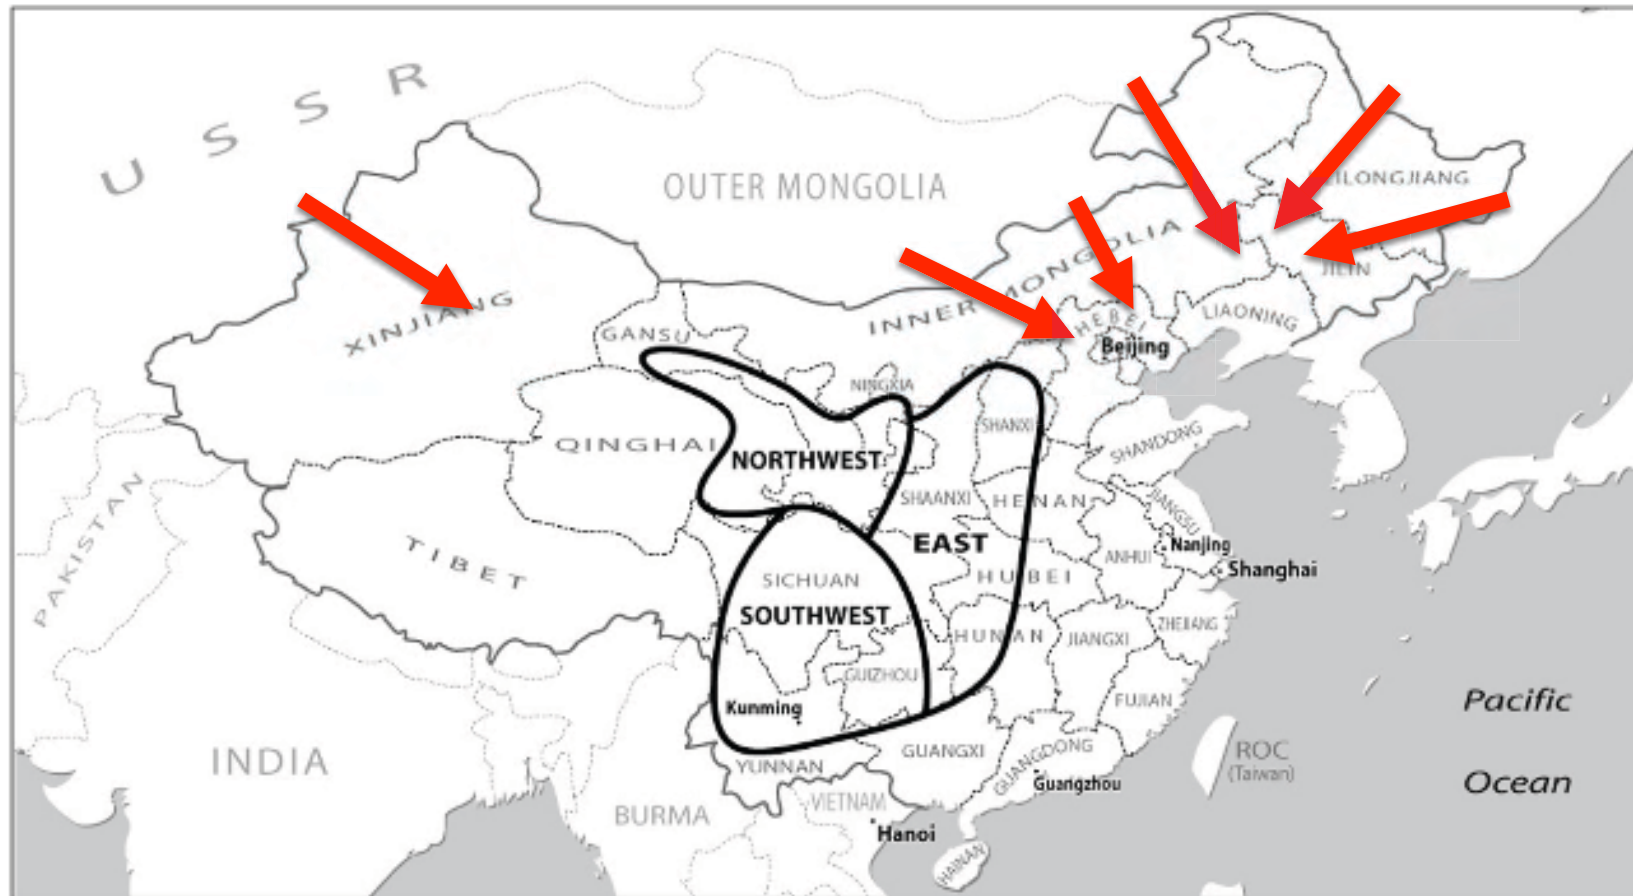 USSR
OUTER MONGOLIA
HEILONGJIANG
INNER MONGOLIA
JILIN
XINJIANG
GANSU
HEBEI
LIAONING
Beijing
NINGXIA
SHANXI
QINGHAI
NORTHWEST
SHANDONG
SHAANXI
HENAN
JIANGSU
PAKISTAN
TIBET
EAST
ANHUI
Nanjing
Shanghai
SICHUAN
HUBEI
SOUTHWEST
HUNAN
JIANGXI
ZHEJIANG
GUIZHOU
Kunming
FUJIAN
Pacific
Ocean
INDIA
YUNNAN
GUANGXI
GUANGDONG
Guangzhou
ROC
(Taiwan)
BURMA
VIETNAM
Hanoi
HAINAN